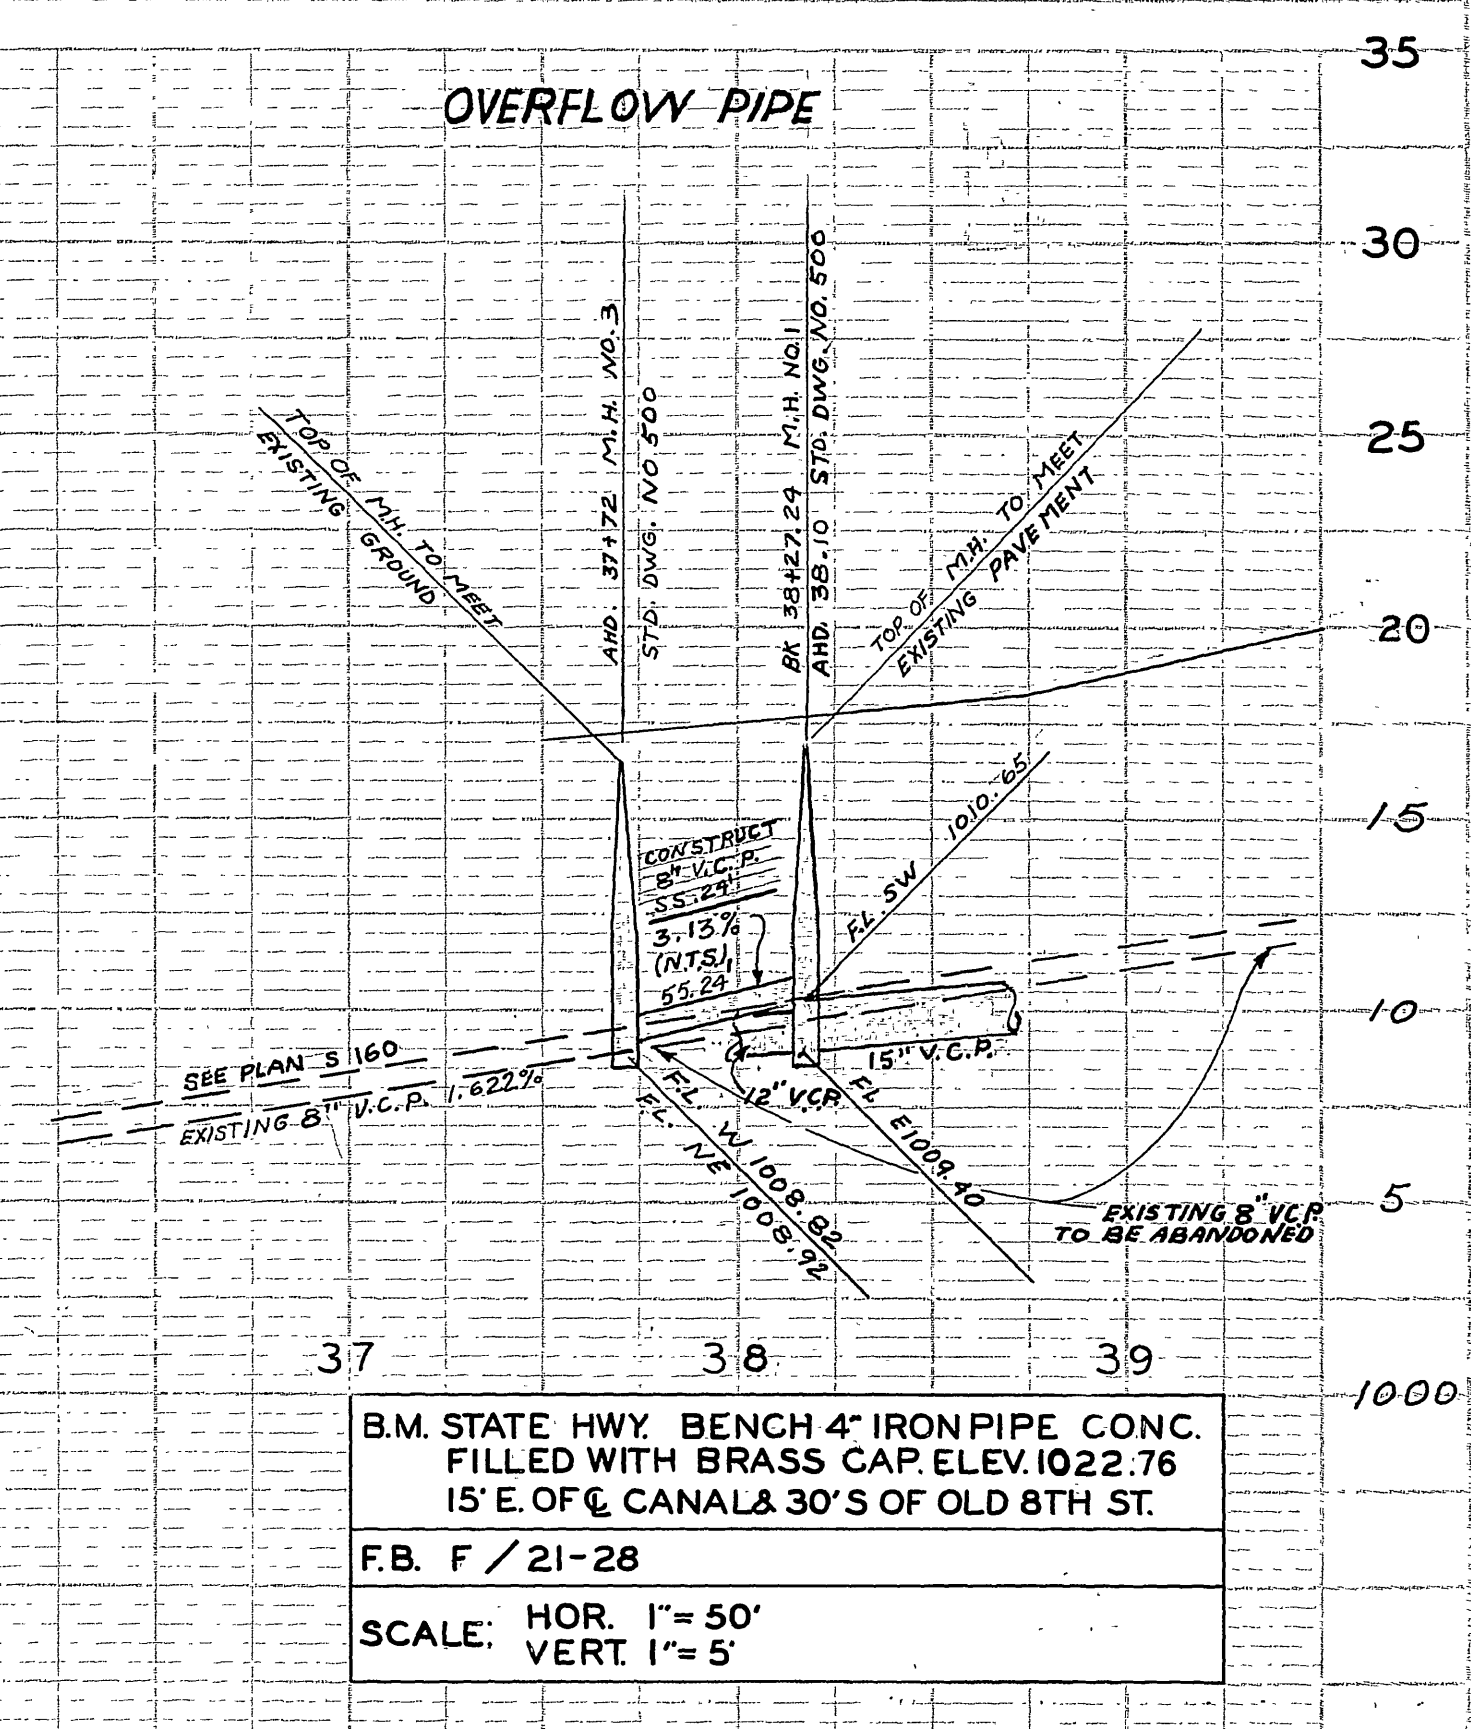 OVERFLOW PIPE
35
30
25
20
15
10
5
1000
AHD. 37+72 M.H. NO. 3
STD. DWG. NO. 500
BK 38+27.24 M.H. NO. 1
AHD. 38.10 STD. DWG. NO. 500
TOP OF M.H. TO MEET
EXISTING GROUND
TOP OF M.H. TO MEET
EXISTING PAVEMENT
CONSTRUCT
8" V.C.P.
55.24'
3.13%
(N.T.S.)
55.24
F.L. SW 1010.65
SEE PLAN S 160
EXISTING 8" V.C.P. 1.622%
15" V.C.P.
12" V.C.P.
F.L W 1008.82
F.L. NE 1008.92
FL E1009.40
EXISTING 8" V.C.P.
TO BE ABANDONED
37 38 39
B.M. STATE HWY. BENCH 4" IRON PIPE CONC.
FILLED WITH BRASS CAP. ELEV. 1022.76
15' E. OF ℄ CANAL & 30' S OF OLD 8TH ST.
F.B. F / 21-28
SCALE: HOR. 1"= 50'
VERT. 1"= 5'